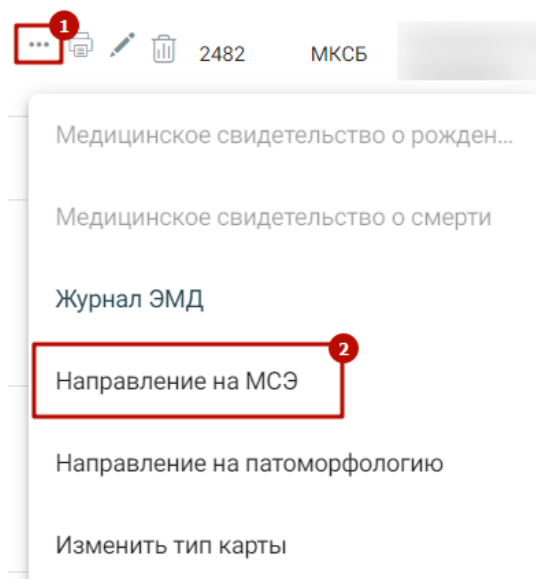 1
2482 МКСБ
Медицинское свидетельство о рожден...
Медицинское свидетельство о смерти
Журнал ЭМД
2
Направление на МСЭ
Направление на патоморфологию
Изменить тип карты